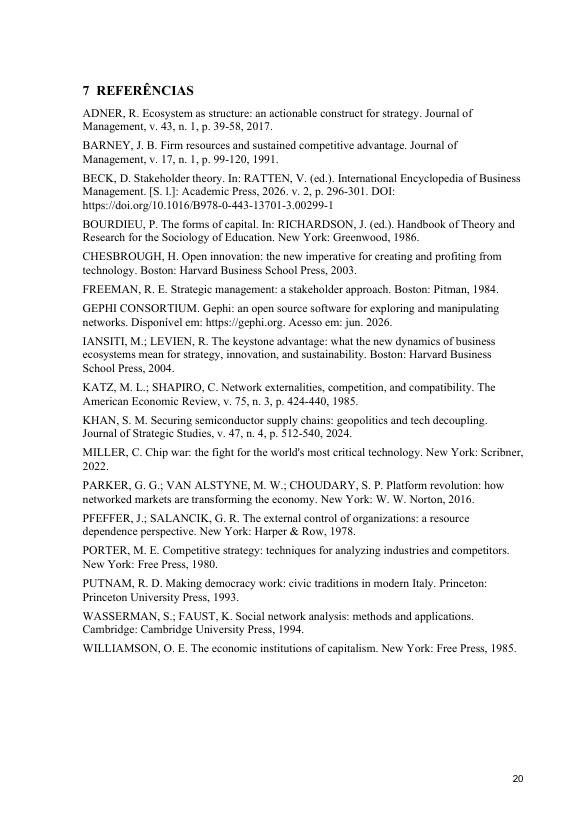 7 REFERÊNCIAS
ADNER, R. Ecosystem as structure: an actionable construct for strategy. Journal of
Management, v. 43, n. 1, p. 39-58, 2017.
BARNEY, J. B. Firm resources and sustained competitive advantage. Journal of
Management, v. 17, n. 1, p. 99-120, 1991.
BECK, D. Stakeholder theory. In: RATTEN, V. (ed.). International Encyclopedia of Business
Management. [S. l.]: Academic Press, 2026. v. 2, p. 296-301. DOI:
https://doi.org/10.1016/B978-0-443-13701-3.00299-1
BOURDIEU, P. The forms of capital. In: RICHARDSON, J. (ed.). Handbook of Theory and
Research for the Sociology of Education. New York: Greenwood, 1986.
CHESBROUGH, H. Open innovation: the new imperative for creating and profiting from
technology. Boston: Harvard Business School Press, 2003.
FREEMAN, R. E. Strategic management: a stakeholder approach. Boston: Pitman, 1984.
GEPHI CONSORTIUM. Gephi: an open source software for exploring and manipulating
networks. Disponível em: https://gephi.org. Acesso em: jun. 2026.
IANSITI, M.; LEVIEN, R. The keystone advantage: what the new dynamics of business
ecosystems mean for strategy, innovation, and sustainability. Boston: Harvard Business
School Press, 2004.
KATZ, M. L.; SHAPIRO, C. Network externalities, competition, and compatibility. The
American Economic Review, v. 75, n. 3, p. 424-440, 1985.
KHAN, S. M. Securing semiconductor supply chains: geopolitics and tech decoupling.
Journal of Strategic Studies, v. 47, n. 4, p. 512-540, 2024.
MILLER, C. Chip war: the fight for the world's most critical technology. New York: Scribner,
2022.
PARKER, G. G.; VAN ALSTYNE, M. W.; CHOUDARY, S. P. Platform revolution: how
networked markets are transforming the economy. New York: W. W. Norton, 2016.
PFEFFER, J.; SALANCIK, G. R. The external control of organizations: a resource
dependence perspective. New York: Harper & Row, 1978.
PORTER, M. E. Competitive strategy: techniques for analyzing industries and competitors.
New York: Free Press, 1980.
PUTNAM, R. D. Making democracy work: civic traditions in modern Italy. Princeton:
Princeton University Press, 1993.
WASSERMAN, S.; FAUST, K. Social network analysis: methods and applications.
Cambridge: Cambridge University Press, 1994.
WILLIAMSON, O. E. The economic institutions of capitalism. New York: Free Press, 1985.
20